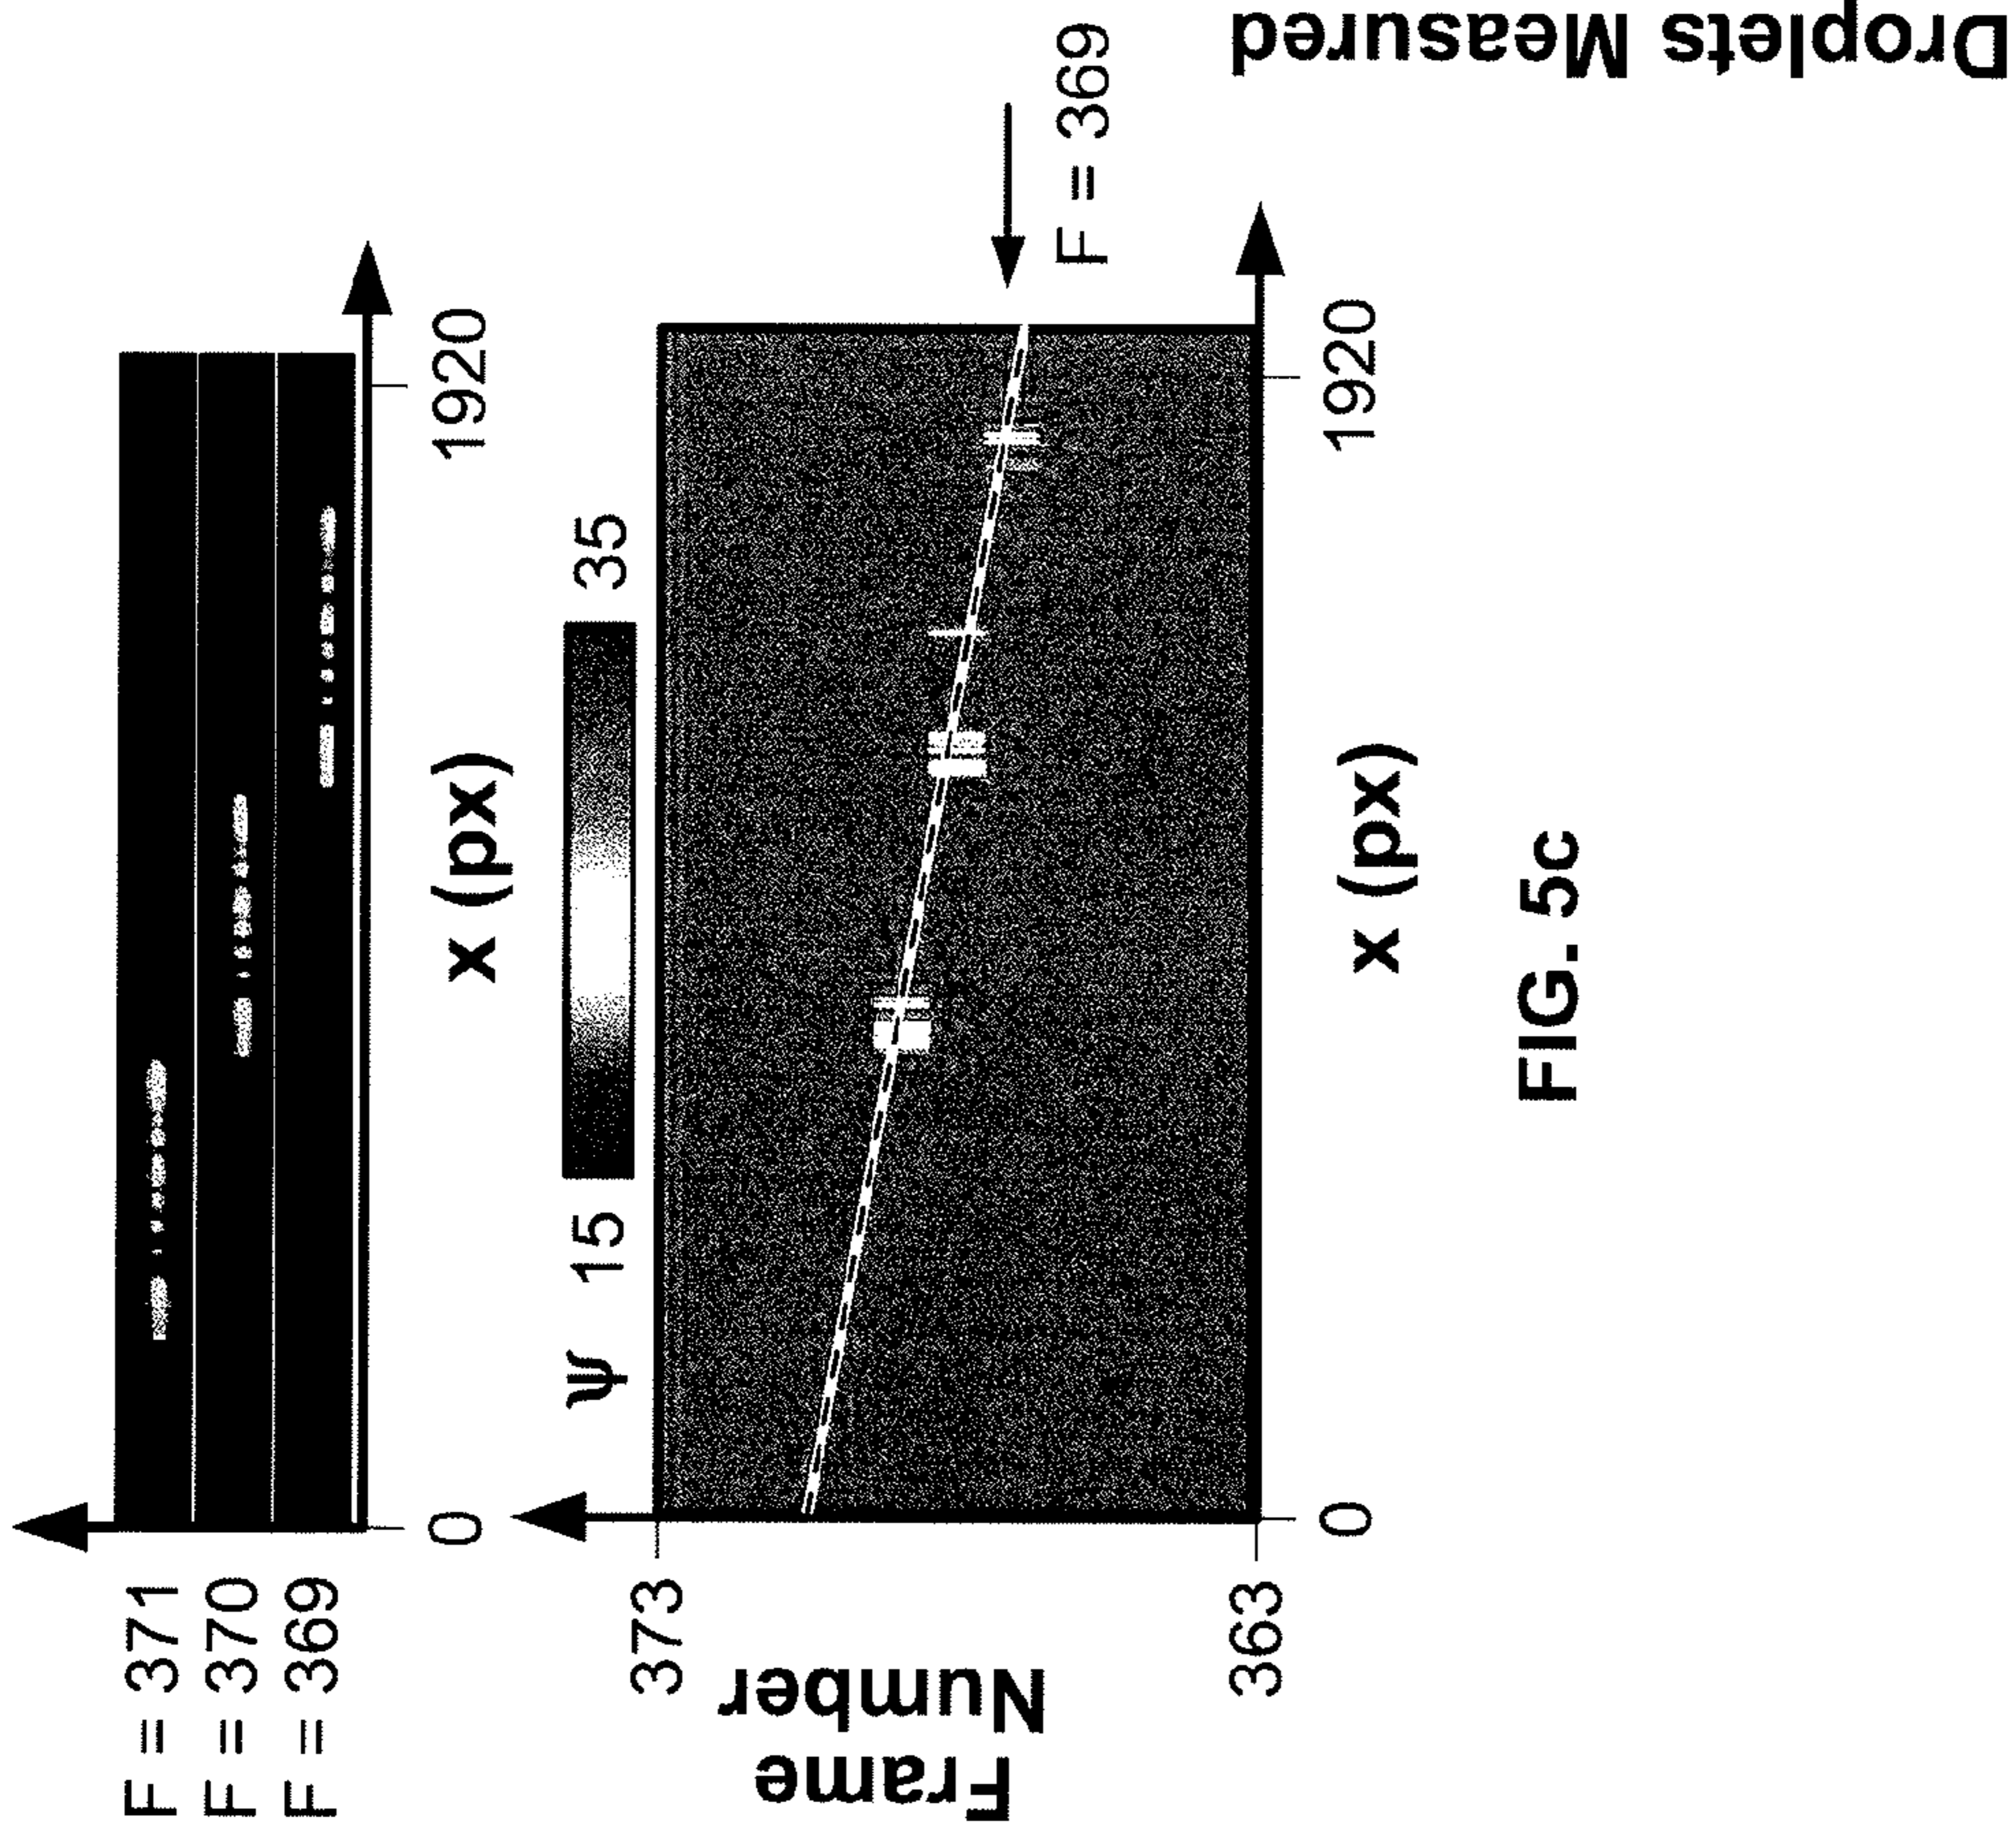 F = 371
F = 370
F = 369
0
1920
x (px)
ψ 15
35
373
363
Frame
Number
F = 369
0
1920
x (px)
FIG. 5c
Droplets Measured